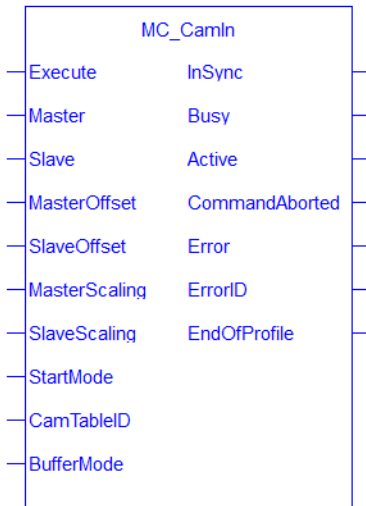 MC_CamIn
Execute InSync
Master Busy
Slave Active
MasterOffset CommandAborted
SlaveOffset Error
MasterScaling ErrorID
SlaveScaling EndOfProfile
StartMode
CamTableID
BufferMode